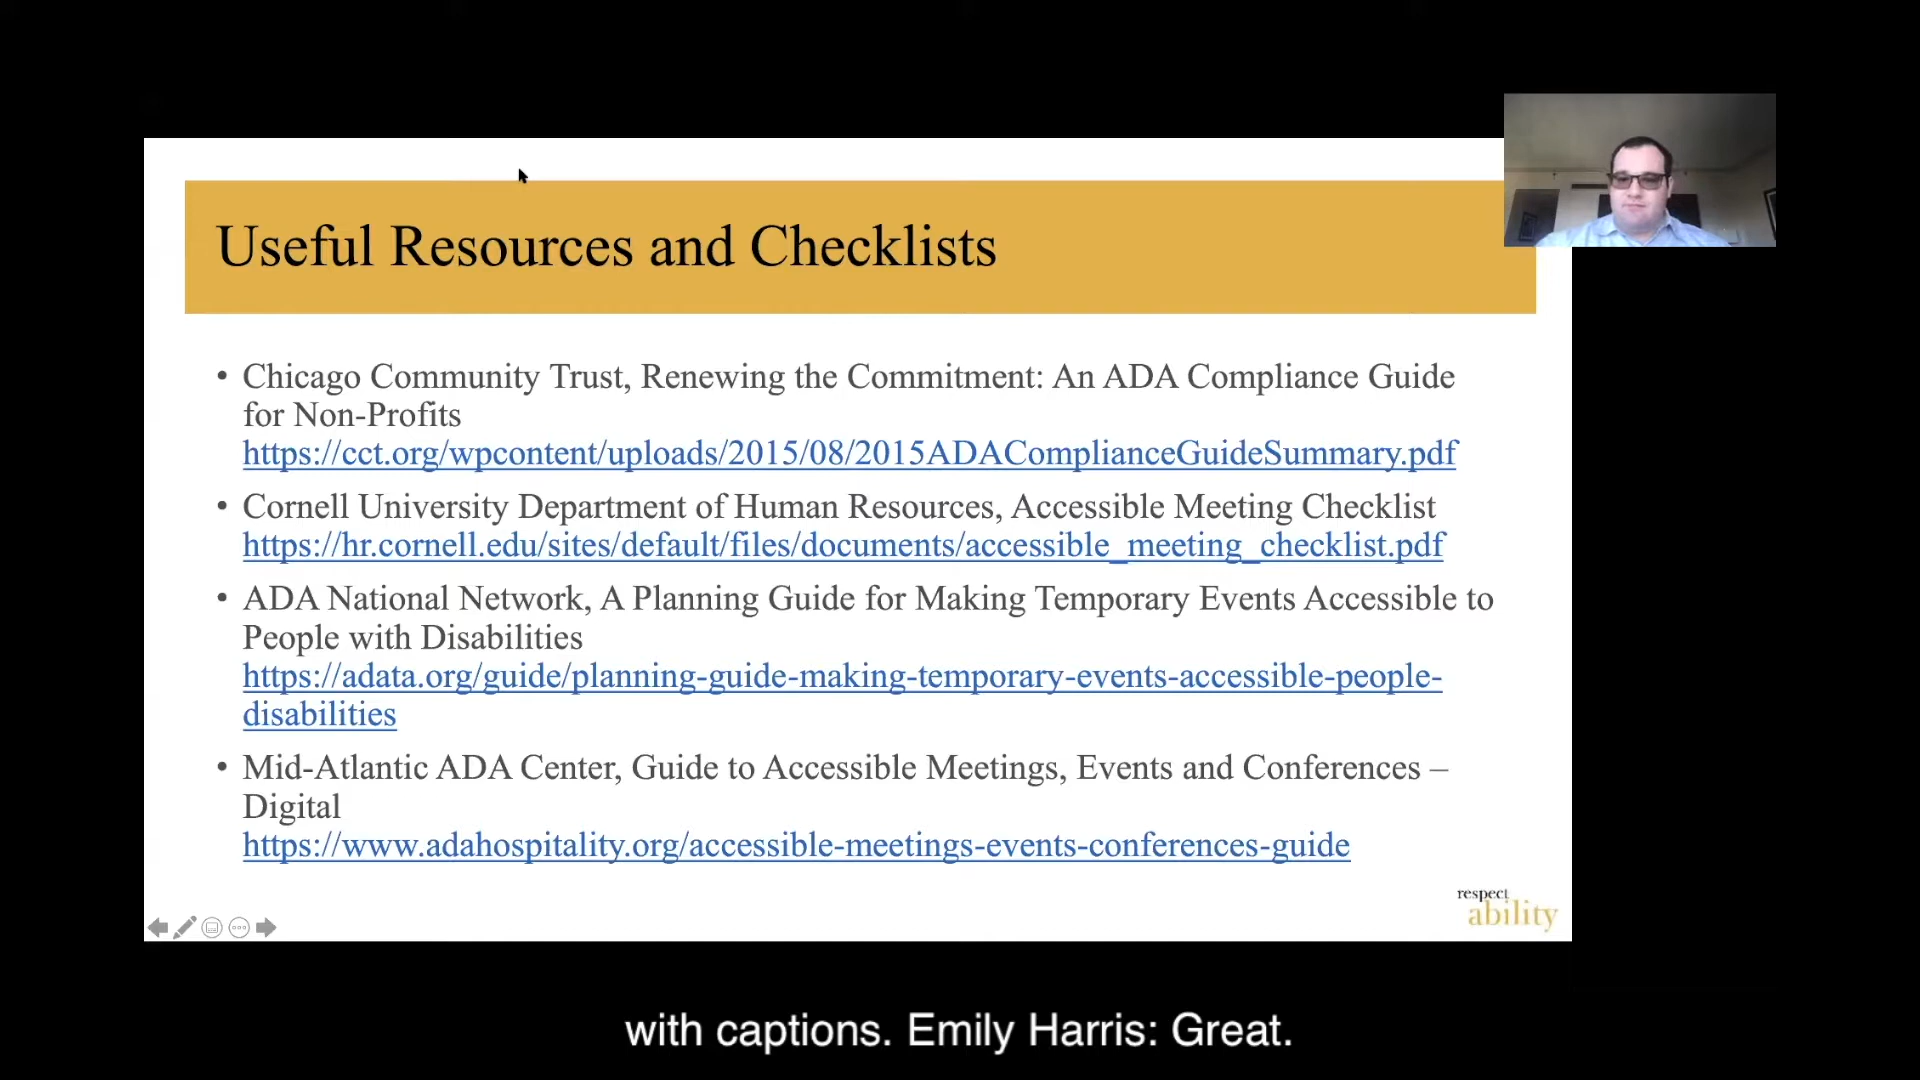 Useful Resources and Checklists
• Chicago Community Trust, Renewing the Commitment: An ADA Compliance Guide
for Non-Profits
https://cct.org/wpcontent/uploads/2015/08/2015ADAComplianceGuideSummary.pdf
• Cornell University Department of Human Resources, Accessible Meeting Checklist
https://hr.cornell.edu/sites/default/files/documents/accessible_meeting_checklist.pdf
• ADA National Network, A Planning Guide for Making Temporary Events Accessible to
People with Disabilities
https://adata.org/guide/planning-guide-making-temporary-events-accessible-people-
disabilities
• Mid-Atlantic ADA Center, Guide to Accessible Meetings, Events and Conferences –
Digital
https://www.adahospitality.org/accessible-meetings-events-conferences-guide
respect
ability
with captions. Emily Harris: Great.